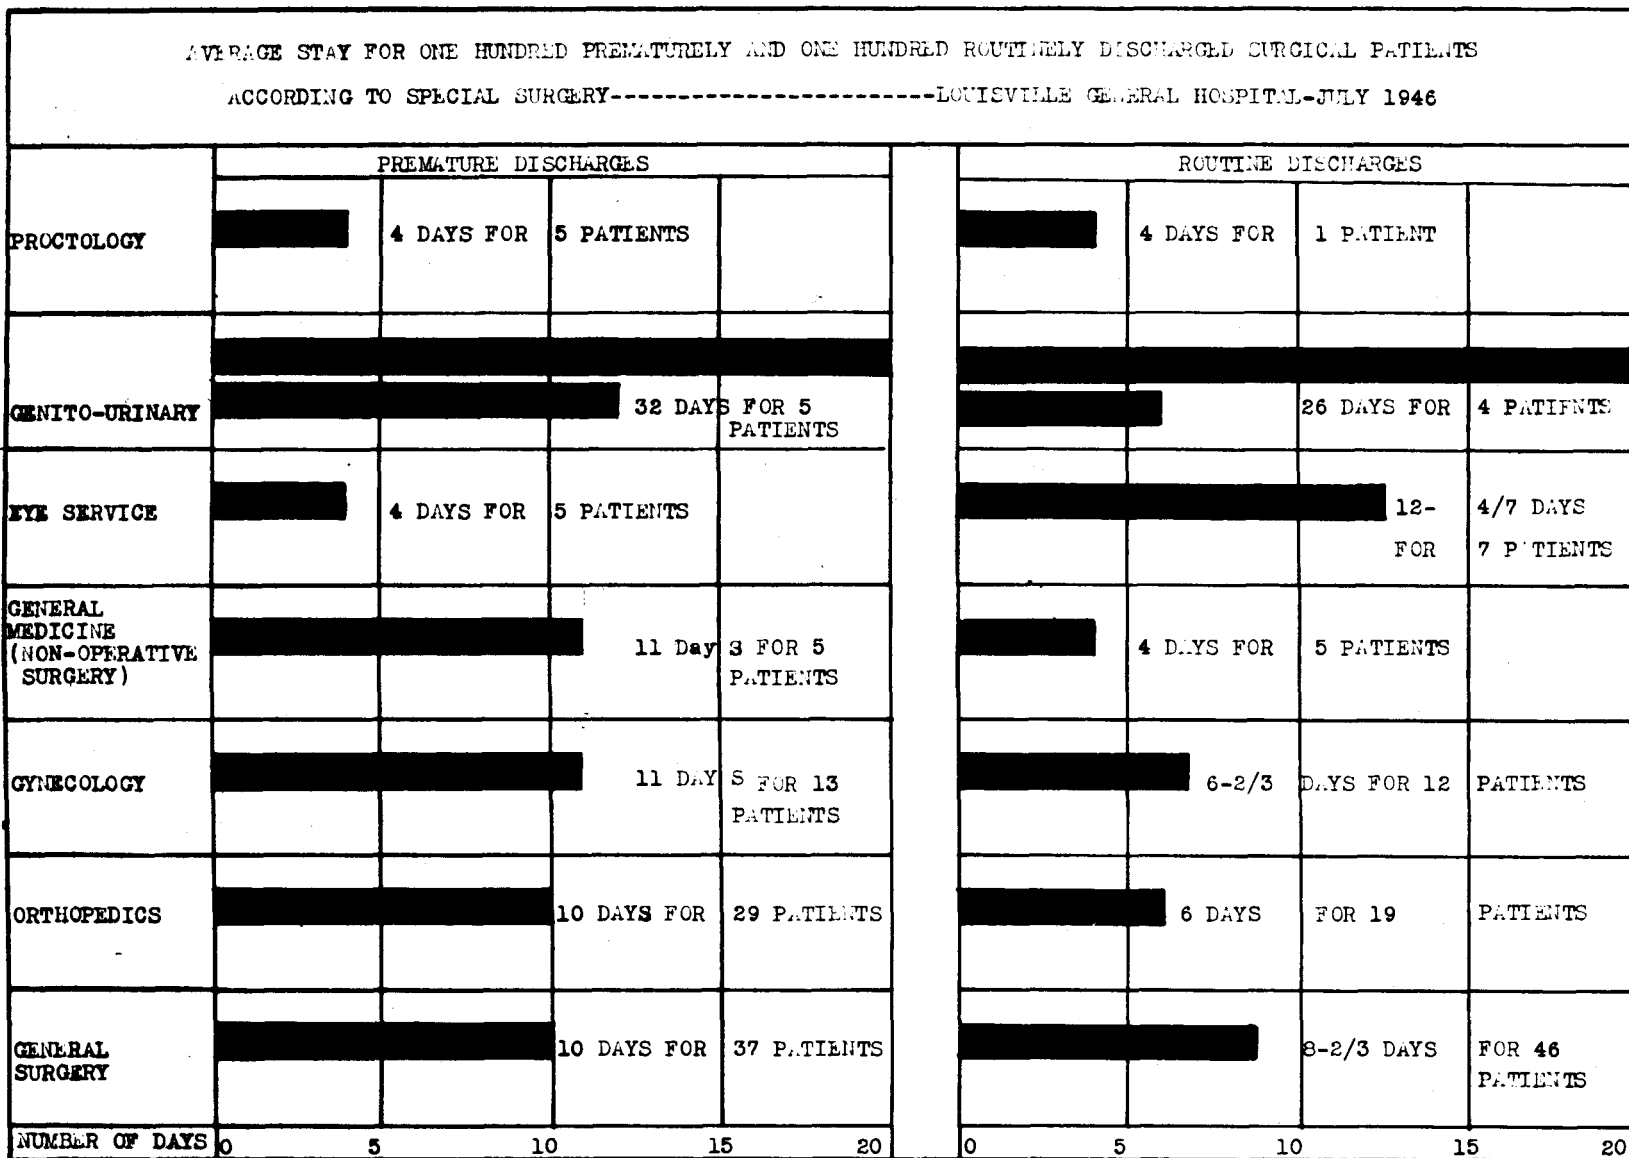 AVERAGE STAY FOR ONE HUNDRED PREMATURELY AND ONE HUNDRED ROUTINELY DISCHARGED SURGICAL PATIENTS
ACCORDING TO SPECIAL SURGERY------------------------LOUISVILLE GENERAL HOSPITAL-JULY 1946
PREMATURE DISCHARGES ROUTINE DISCHARGES
PROCTOLOGY 4 DAYS FOR 5 PATIENTS 4 DAYS FOR 1 PATIENT
GENITO-URINARY 32 DAYS FOR 5 26 DAYS FOR 4 PATIENTS
PATIENTS
EYE SERVICE 4 DAYS FOR 5 PATIENTS 12- 4/7 DAYS
FOR 7 PATIENTS
GENERAL
MEDICINE
(NON-OPERATIVE 11 Day S FOR 5 4 DAYS FOR 5 PATIENTS
SURGERY) PATIENTS
GYNECOLOGY 11 DAYS FOR 13 6-2/3 DAYS FOR 12 PATIENTS
PATIENTS
ORTHOPEDICS 10 DAYS FOR 29 PATIENTS 6 DAYS FOR 19 PATIENTS
GENERAL 10 DAYS FOR 37 PATIENTS 8-2/3 DAYS FOR 46
SURGERY PATIENTS
NUMBER OF DAYS 0 5 10 15 20 0 5 10 15 20